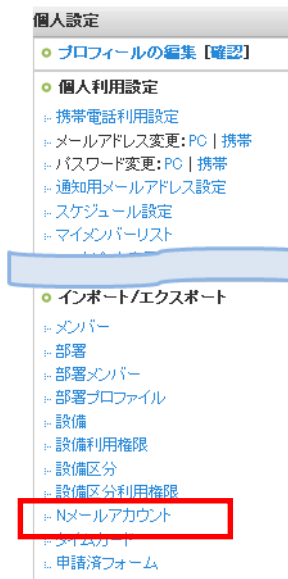 個人設定
プロフィールの編集 [確認]
個人利用設定
携帯電話利用設定
メールアドレス変更: PC | 携帯
パスワード変更: PC | 携帯
通知用メールアドレス設定
スケジュール設定
マイメンバーリスト
インポート/エクスポート
メンバー
部署
部署メンバー
部署プロファイル
設備
設備利用権限
設備区分
設備区分利用権限
Nメールアカウント
タイムカード
申請済フォーム